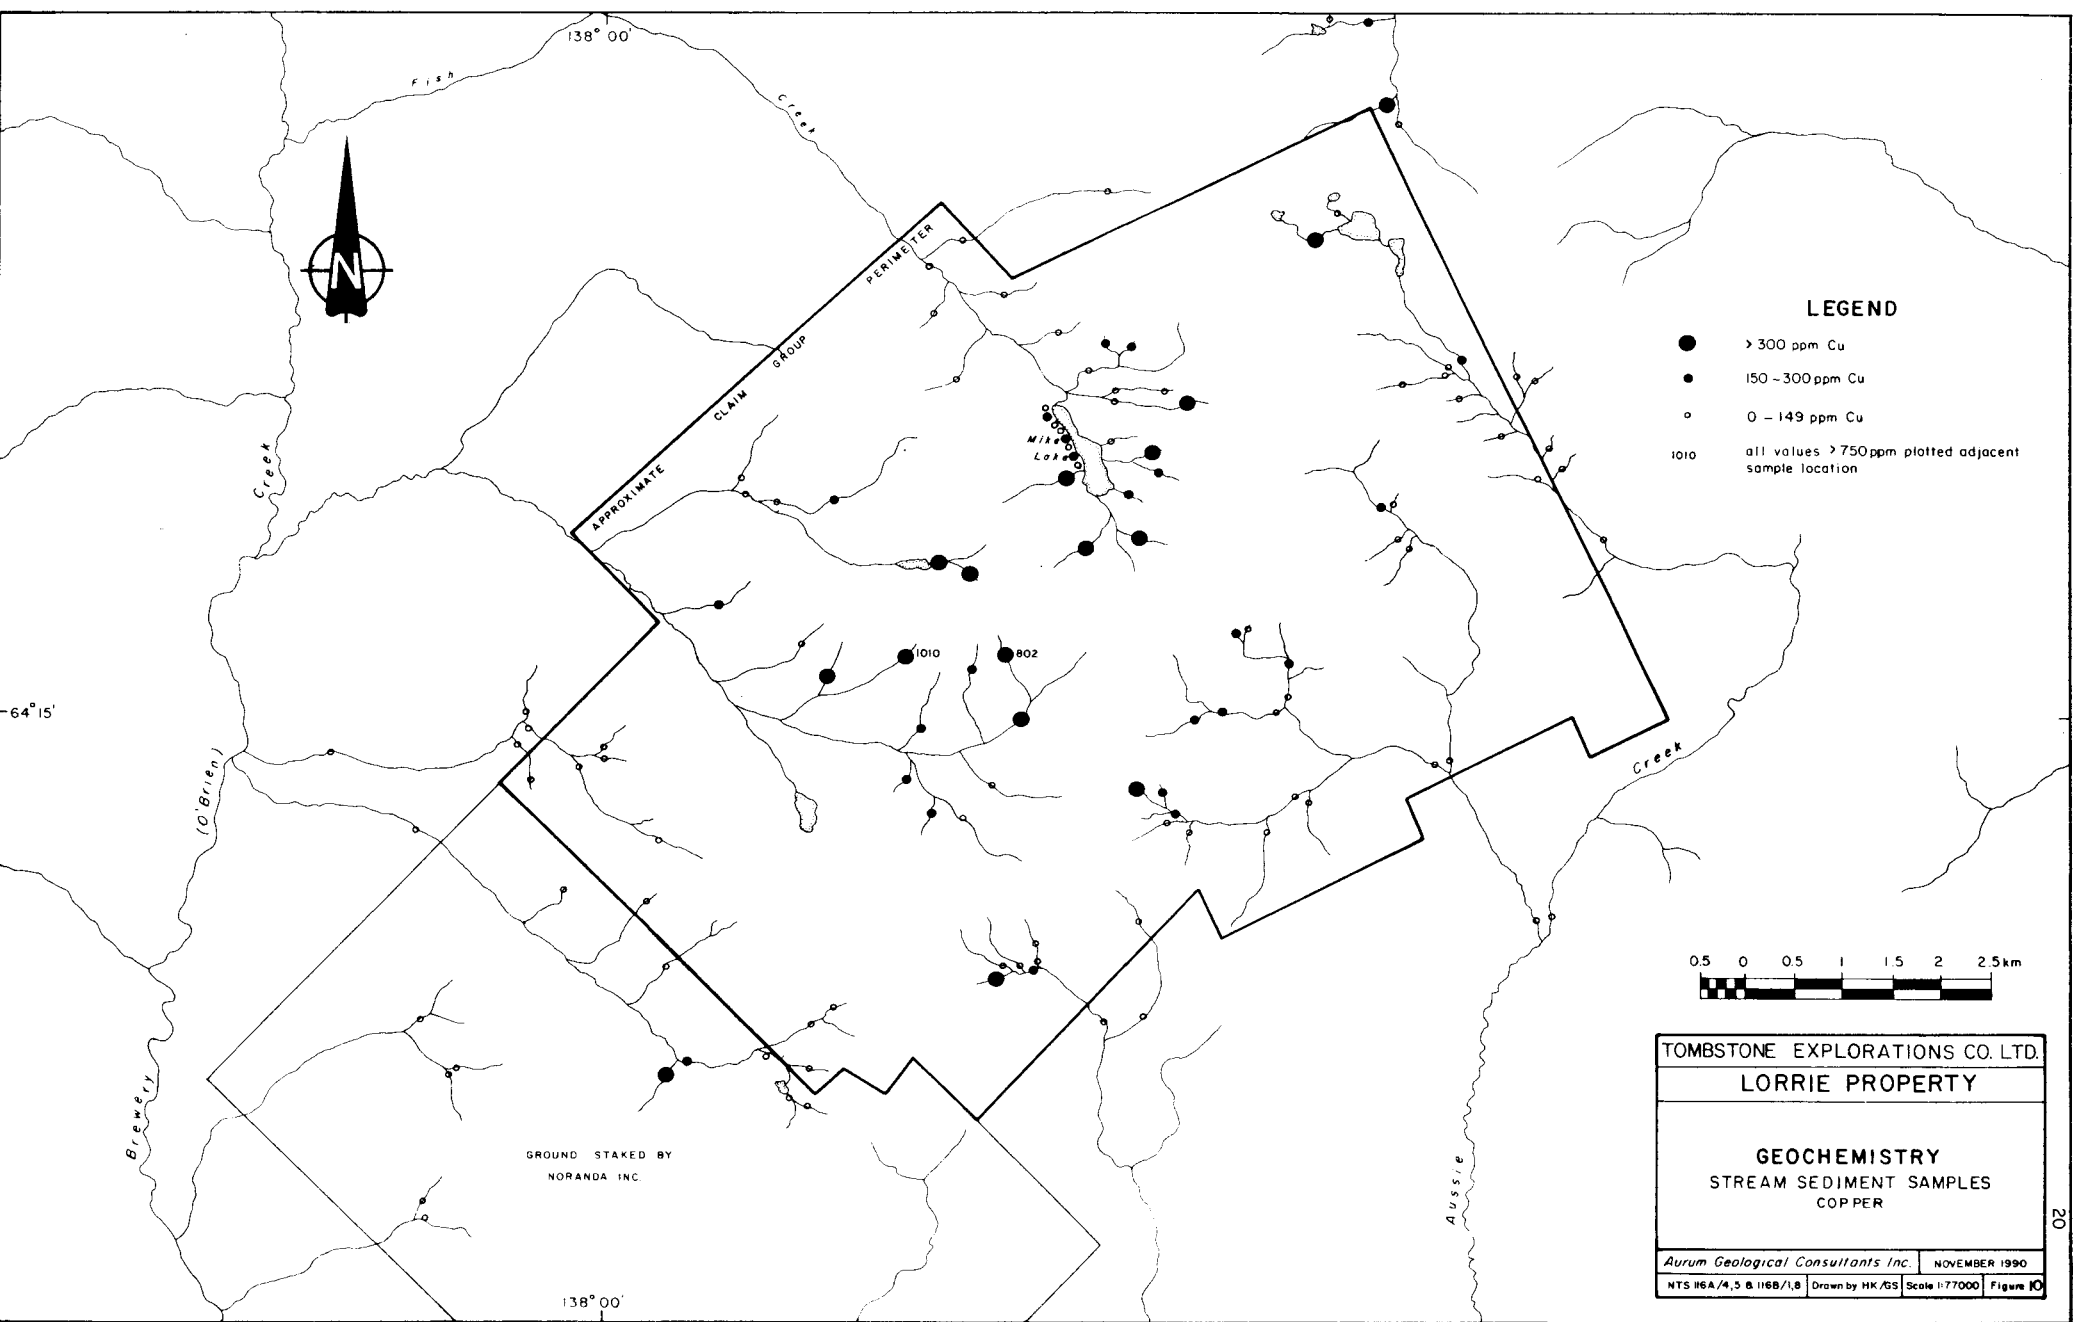 138° 00'
Fish
Creek
N
APPROXIMATE CLAIM GROUP PERIMETER
LEGEND
> 300 ppm Cu
150 - 300 ppm Cu
0 - 149 ppm Cu
1010 all values > 750 ppm plotted adjacent
sample location
Creek
Mike
Lake
1010
802
64° 15'
(O'Brien)
Creek
0.5 0 0.5 1 1.5 2 2.5 km
Brewery
GROUND STAKED BY
NORANDA INC.
Aussie
138° 00'
TOMBSTONE EXPLORATIONS CO. LTD.
LORRIE PROPERTY
GEOCHEMISTRY
STREAM SEDIMENT SAMPLES
COPPER
Aurum Geological Consultants Inc. NOVEMBER 1990
NTS 116A/4,5 & 116B/1,8 Drawn by HK/GS Scale 1:77000 Figure 10
20